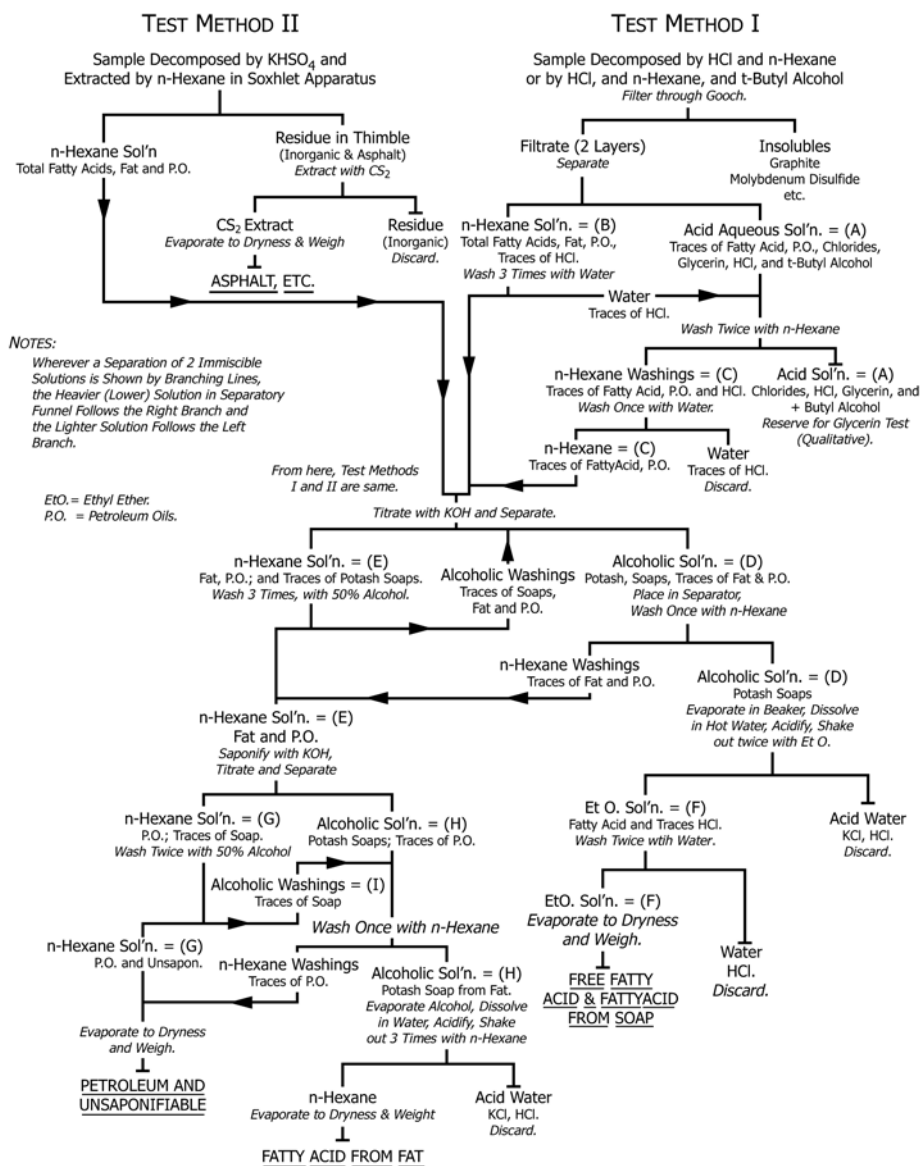 TEST METHOD II
Sample Decomposed by KHSO₄ and
Extracted by n-Hexane in Soxhlet Apparatus
n-Hexane Sol'n
Total Fatty Acids, Fat and P.O.
Residue in Thimble
(Inorganic & Asphalt)
Extract with CS₂
CS₂ Extract
Evaporate to Dryness & Weigh
ASPHALT, ETC.
Residue
(Inorganic)
Discard.
TEST METHOD I
Sample Decomposed by HCl and n-Hexane
or by HCl, and n-Hexane, and t-Butyl Alcohol
Filter through Gooch.
Filtrate (2 Layers)
Separate
Insolubles
Graphite
Molybdenum Disulfide
etc.
n-Hexane Sol'n. = (B)
Total Fatty Acids, Fat, P.O.,
Traces of HCl.
Wash 3 Times with Water
Acid Aqueous Sol'n. = (A)
Traces of Fatty Acid, P.O., Chlorides,
Glycerin, HCl, and t-Butyl Alcohol
Water
Traces of HCl.
Wash Twice with n-Hexane
n-Hexane Washings = (C)
Traces of Fatty Acid, P.O. and HCl.
Wash Once with Water.
Acid Sol'n. = (A)
Chlorides, HCl, Glycerin, and
+ Butyl Alcohol
Reserve for Glycerin Test
(Qualitative).
n-Hexane = (C)
Traces of FattyAcid, P.O.
Water
Traces of HCl.
Discard.
NOTES:
Wherever a Separation of 2 Immiscible
Solutions is Shown by Branching Lines,
the Heavier (Lower) Solution in Separatory
Funnel Follows the Right Branch and
the Lighter Solution Follows the Left
Branch.
EtO.= Ethyl Ether.
P.O. = Petroleum Oils.
From here, Test Methods
I and II are same.
Titrate with KOH and Separate.
n-Hexane Sol'n. = (E)
Fat, P.O.; and Traces of Potash Soaps.
Wash 3 Times, with 50% Alcohol.
Alcoholic Washings
Traces of Soaps,
Fat and P.O.
Alcoholic Sol'n. = (D)
Potash, Soaps, Traces of Fat & P.O.
Place in Separator,
Wash Once with n-Hexane
n-Hexane Washings
Traces of Fat and P.O.
Alcoholic Sol'n. = (D)
Potash Soaps
Evaporate in Beaker, Dissolve
in Hot Water, Acidify, Shake
out twice with Et O.
n-Hexane Sol'n. = (E)
Fat and P.O.
Saponify with KOH,
Titrate and Separate
Et O. Sol'n. = (F)
Fatty Acid and Traces HCl.
Wash Twice wtih Water.
Acid Water
KCl, HCl.
Discard.
n-Hexane Sol'n. = (G)
P.O.; Traces of Soap.
Wash Twice with 50% Alcohol
Alcoholic Sol'n. = (H)
Potash Soaps; Traces of P.O.
Alcoholic Washings = (I)
Traces of Soap
Wash Once with n-Hexane
EtO. Sol'n. = (F)
Evaporate to Dryness
and Weigh.
FREE FATTY
ACID & FATTYACID
FROM SOAP
Water
HCl.
Discard.
n-Hexane Sol'n. = (G)
P.O. and Unsapon.
n-Hexane Washings
Traces of P.O.
Alcoholic Sol'n. = (H)
Potash Soap from Fat.
Evaporate Alcohol, Dissolve
in Water, Acidify, Shake
out 3 Times with n-Hexane
Evaporate to Dryness
and Weigh.
PETROLEUM AND
UNSAPONIFIABLE
n-Hexane
Evaporate to Dryness & Weight
FATTY ACID FROM FAT
Acid Water
KCl, HCl.
Discard.